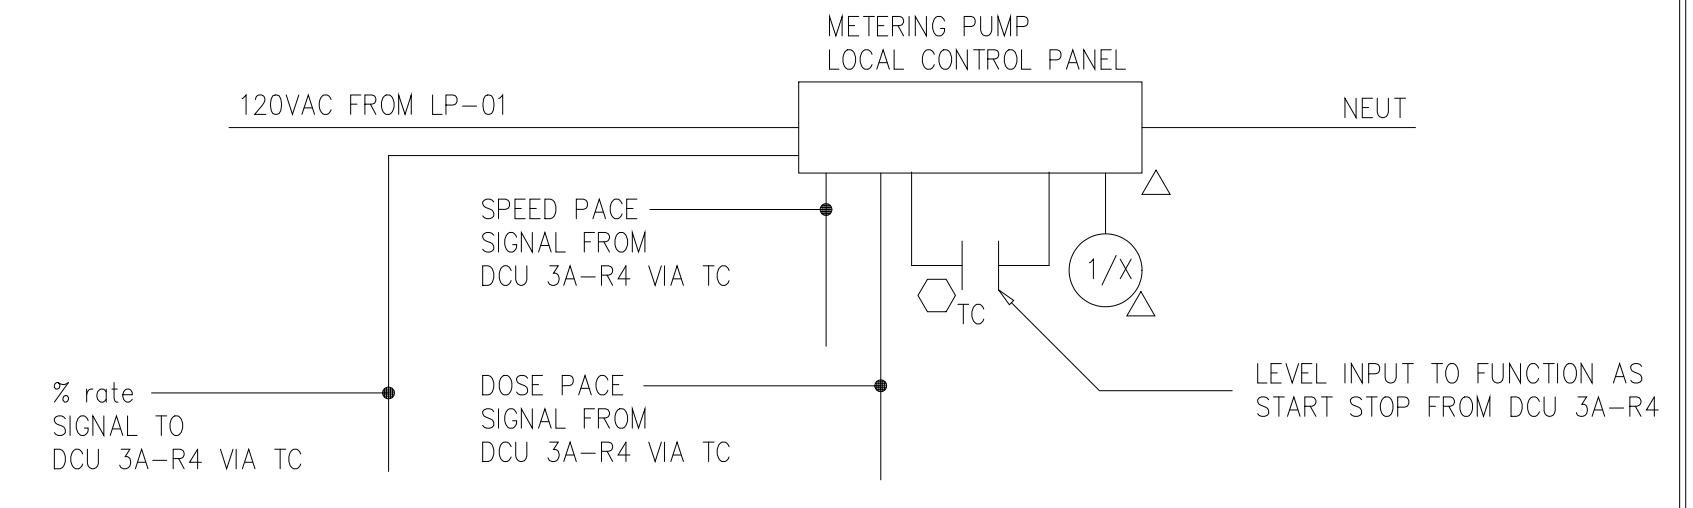 METERING PUMP
LOCAL CONTROL PANEL
120VAC FROM LP-01
NEUT
SPEED PACE
SIGNAL FROM
DCU 3A-R4 VIA TC
1/X
TC
% rate
SIGNAL TO
DCU 3A-R4 VIA TC
DOSE PACE
SIGNAL FROM
DCU 3A-R4 VIA TC
LEVEL INPUT TO FUNCTION AS
START STOP FROM DCU 3A-R4